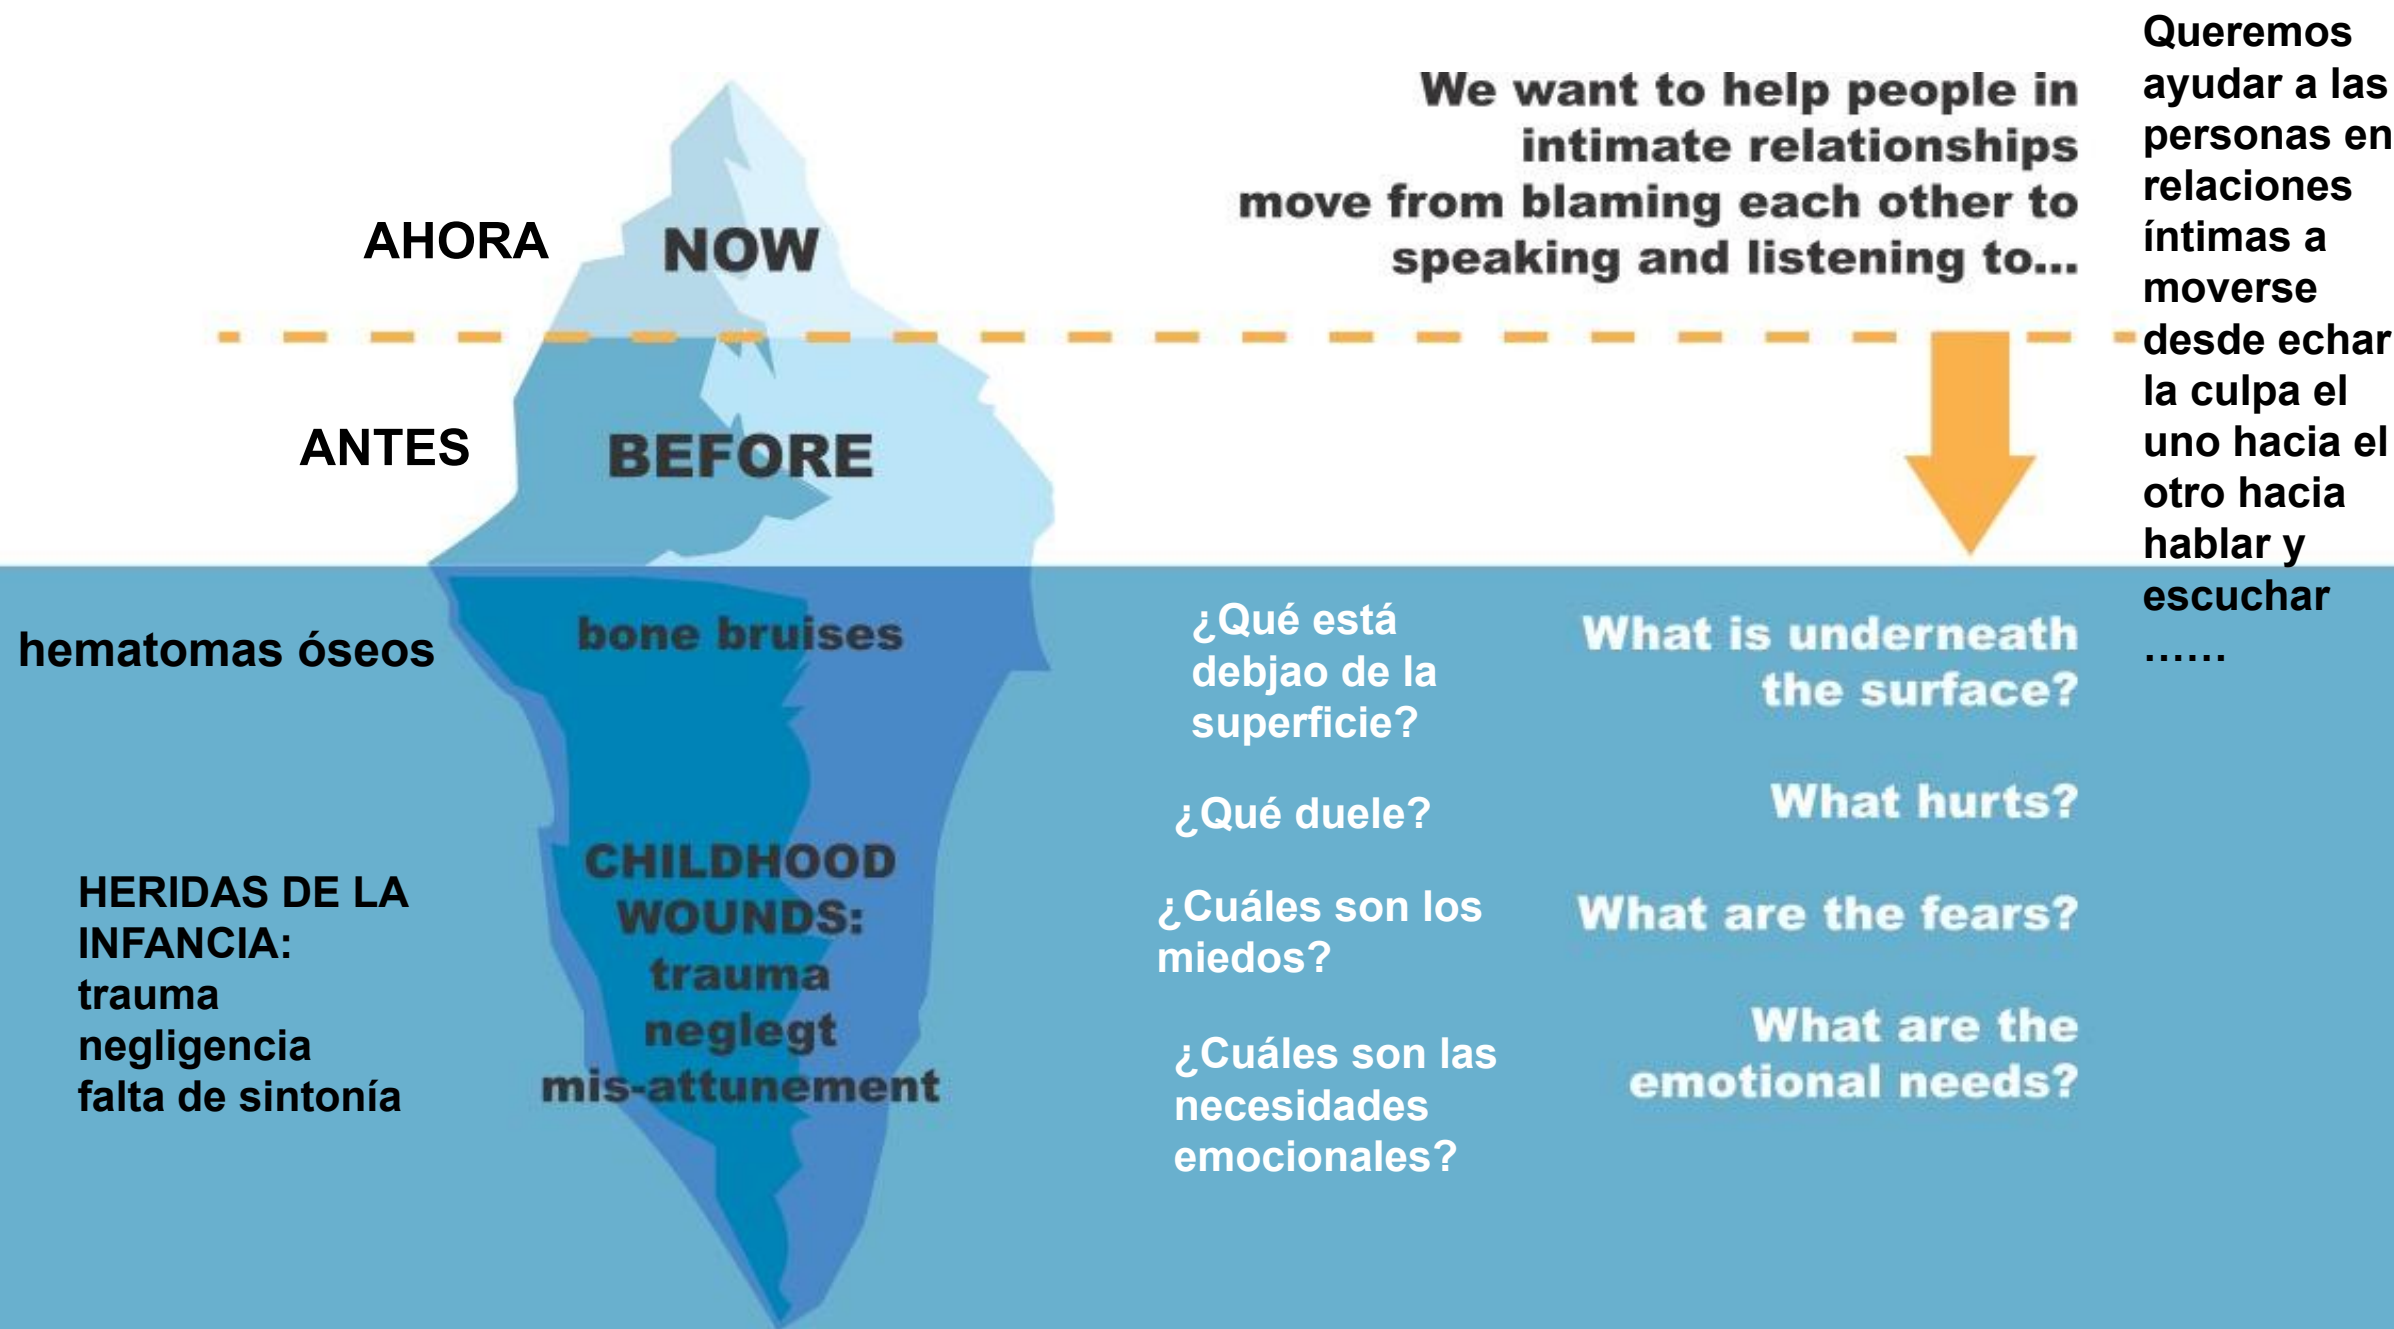 We want to help people in
intimate relationships
move from blaming each other to
speaking and listening to...
Queremos
ayudar a las
personas en
relaciones
íntimas a
moverse
desde echar
la culpa el
uno hacia el
otro hacia
hablar y
escuchar
......
AHORA
NOW
ANTES
BEFORE
hematomas óseos
bone bruises
HERIDAS DE LA
INFANCIA:
trauma
negligencia
falta de sintonía
CHILDHOOD
WOUNDS:
trauma
neglegt
mis-attunement
¿Qué está
debjao de la
superficie?
What is underneath
the surface?
¿Qué duele?
What hurts?
¿Cuáles son los
miedos?
What are the fears?
¿Cuáles son las
necesidades
emocionales?
What are the
emotional needs?